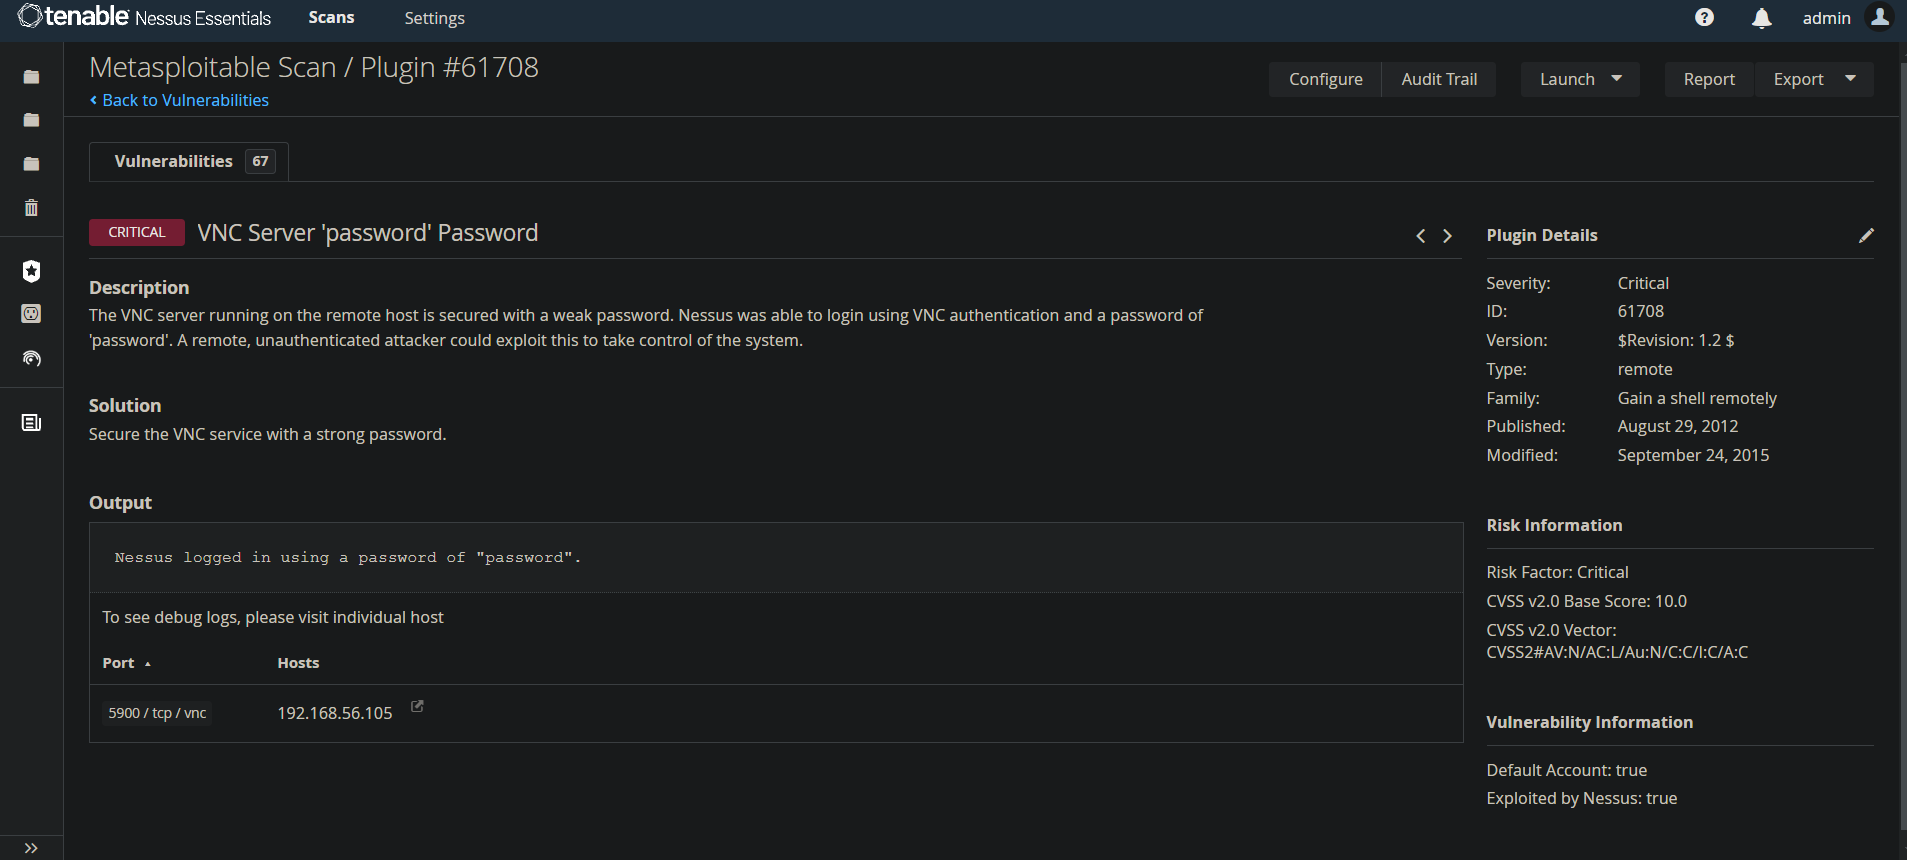 tenable Nessus Essentials Scans Settings admin
Metasploitable Scan / Plugin #61708
Back to Vulnerabilities
Configure Audit Trail Launch Report Export
Vulnerabilities 67
CRITICAL VNC Server 'password' Password
Description
The VNC server running on the remote host is secured with a weak password. Nessus was able to login using VNC authentication and a password of
'password'. A remote, unauthenticated attacker could exploit this to take control of the system.
Solution
Secure the VNC service with a strong password.
Output
Nessus logged in using a password of "password".
To see debug logs, please visit individual host
Port Hosts
5900 / tcp / vnc 192.168.56.105
Plugin Details
Severity: Critical
ID: 61708
Version: $Revision: 1.2 $
Type: remote
Family: Gain a shell remotely
Published: August 29, 2012
Modified: September 24, 2015
Risk Information
Risk Factor: Critical
CVSS v2.0 Base Score: 10.0
CVSS v2.0 Vector:
CVSS2#AV:N/AC:L/Au:N/C:C/I:C/A:C
Vulnerability Information
Default Account: true
Exploited by Nessus: true